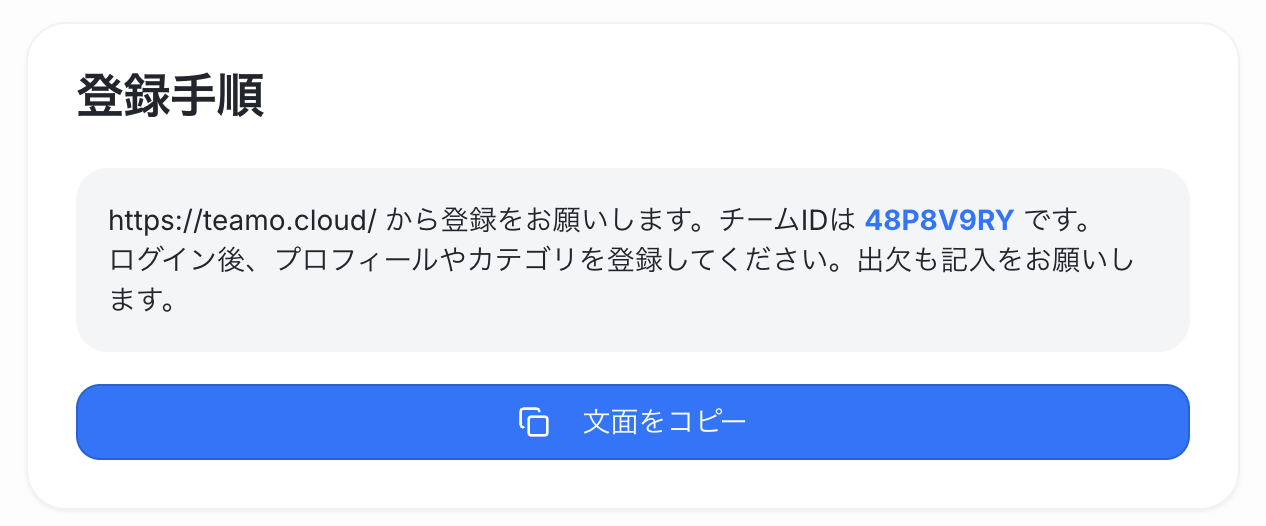 登録手順
https://teamo.cloud/ から登録をお願いします。チームIDは 48P8V9RY です。
ログイン後、プロフィールやカテゴリを登録してください。出欠も記入をお願いし
ます。
文面をコピー